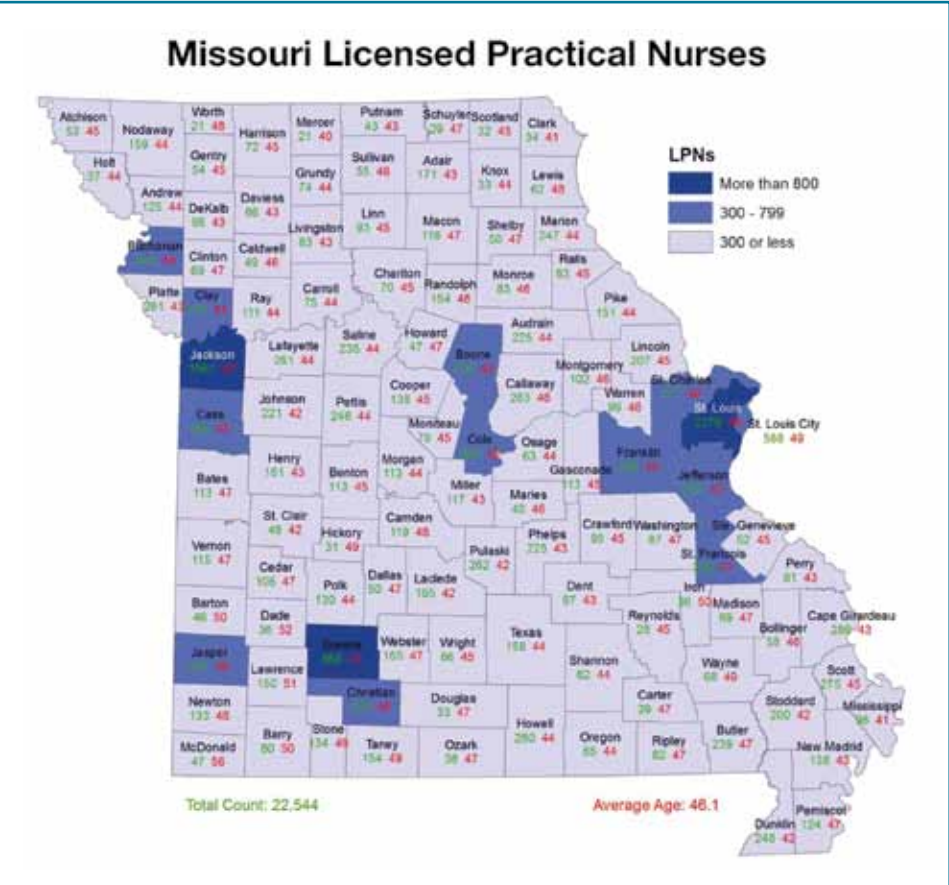 Missouri Licensed Practical Nurses
LPNs
More than 800
300 - 799
300 or less
Atchison
53 45
Nodaway
159 44
Worth
21 48
Harrison
72 45
Mercer
21 40
Putnam
43 43
Schuyler
29 47
Scotland
32 45
Clark
34 41
Holt
37 44
Gentry
54 45
Grundy
74 44
Sullivan
55 46
Adair
171 43
Knox
33 44
Lewis
62 48
Andrew
125 44
DeKalb
43
Daviess
66 43
Livingston
83 43
Linn
93 45
Macon
116 47
Shelby
50 47
Marion
247 44
Buchanan
Clinton
69 47
Caldwell
49 46
Chariton
70 45
Randolph
154 46
Monroe
83 46
Ralls
63 45
Platte
261 43
Clay
Ray
111 44
Carroll
75 44
Pike
151 44
Jackson
Lafayette
261 44
Saline
235 44
Howard
47 47
Boone
Audrain
225 44
Montgomery
102 46
Lincoln
207 45
Cooper
138 45
Callaway
263 46
Warren
96 46
St. Charles
St. Louis
St. Louis City
568 49
Cass
Johnson
221 42
Pettis
246 44
Moniteau
79 45
Cole
Osage
63 44
Gasconade
113 45
Franklin
Jefferson
Bates
113 47
Henry
161 43
Benton
113 45
Morgan
113 44
Miller
117 43
Maries
46
St. Clair
42
Hickory
31 49
Camden
119 48
Pulaski
262 42
Phelps
225 43
Crawford
95 45
Washington
87 47
Ste. Genevieve
52 45
St. Francois
Vernon
115 47
Cedar
105 47
Polk
130 44
Dallas
50 47
Laclede
165 42
Dent
67 43
Iron
50
Perry
81 43
Barton
46 50
Dade
36 52
Greene
Webster
165 47
Wright
66 45
Texas
158 44
Reynolds
28 45
Madison
69 47
Bollinger
58 46
Cape Girardeau
43
Jasper
Lawrence
150 51
Christian
Douglas
33 47
Shannon
62 44
Wayne
68 49
Scott
275 45
Newton
133 48
Stone
134
Howell
280 44
Carter
39 47
Stoddard
200 42
Mississippi
96 41
McDonald
47 56
Barry
80 50
Taney
154 49
Ozark
36 47
Oregon
65 44
Ripley
82 47
Butler
239 47
New Madrid
138 43
Dunklin
248 42
Pemiscot
124 47
Total Count: 22,544
Average Age: 46.1